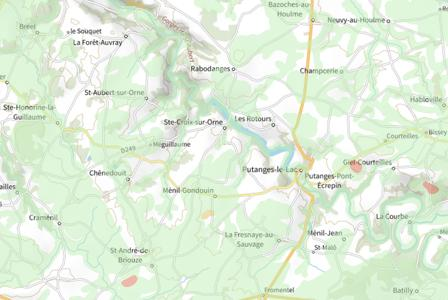 Bazoches-au-
Houlme
Neuvy-au-Houlme
Bréel
le Souquet
La Forêt-Auvray
Rabodanges
Champcerie
St-Aubert-sur-Orne
Habloville
Ste-Honorine-la-
Guillaume
Ste-Croix-sur-Orne
Les Rotours
Courteilles
Bissey
D249
Méguillaume
Giel-Courteilles
Chênedouit
Putanges-le-Lac
Putanges-Pont-
Écrepin
Ménil-Gondouin
Craménil
La Courbe
La Fresnaye-au-
Sauvage
Ménil-Jean
St-Malo
St-André-de-
Briouze
Fromentel
Batilly